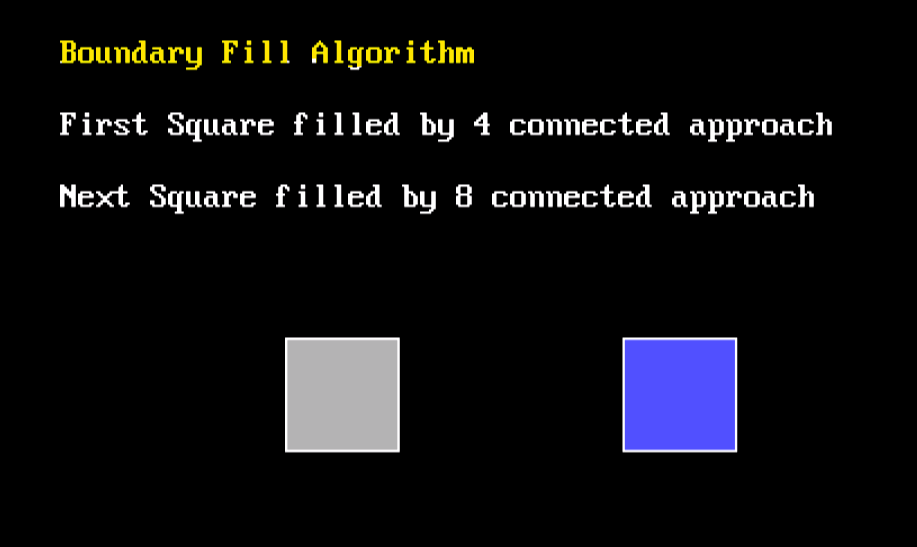 Boundary Fill Algorithm
First Square filled by 4 connected approach
Next Square filled by 8 connected approach